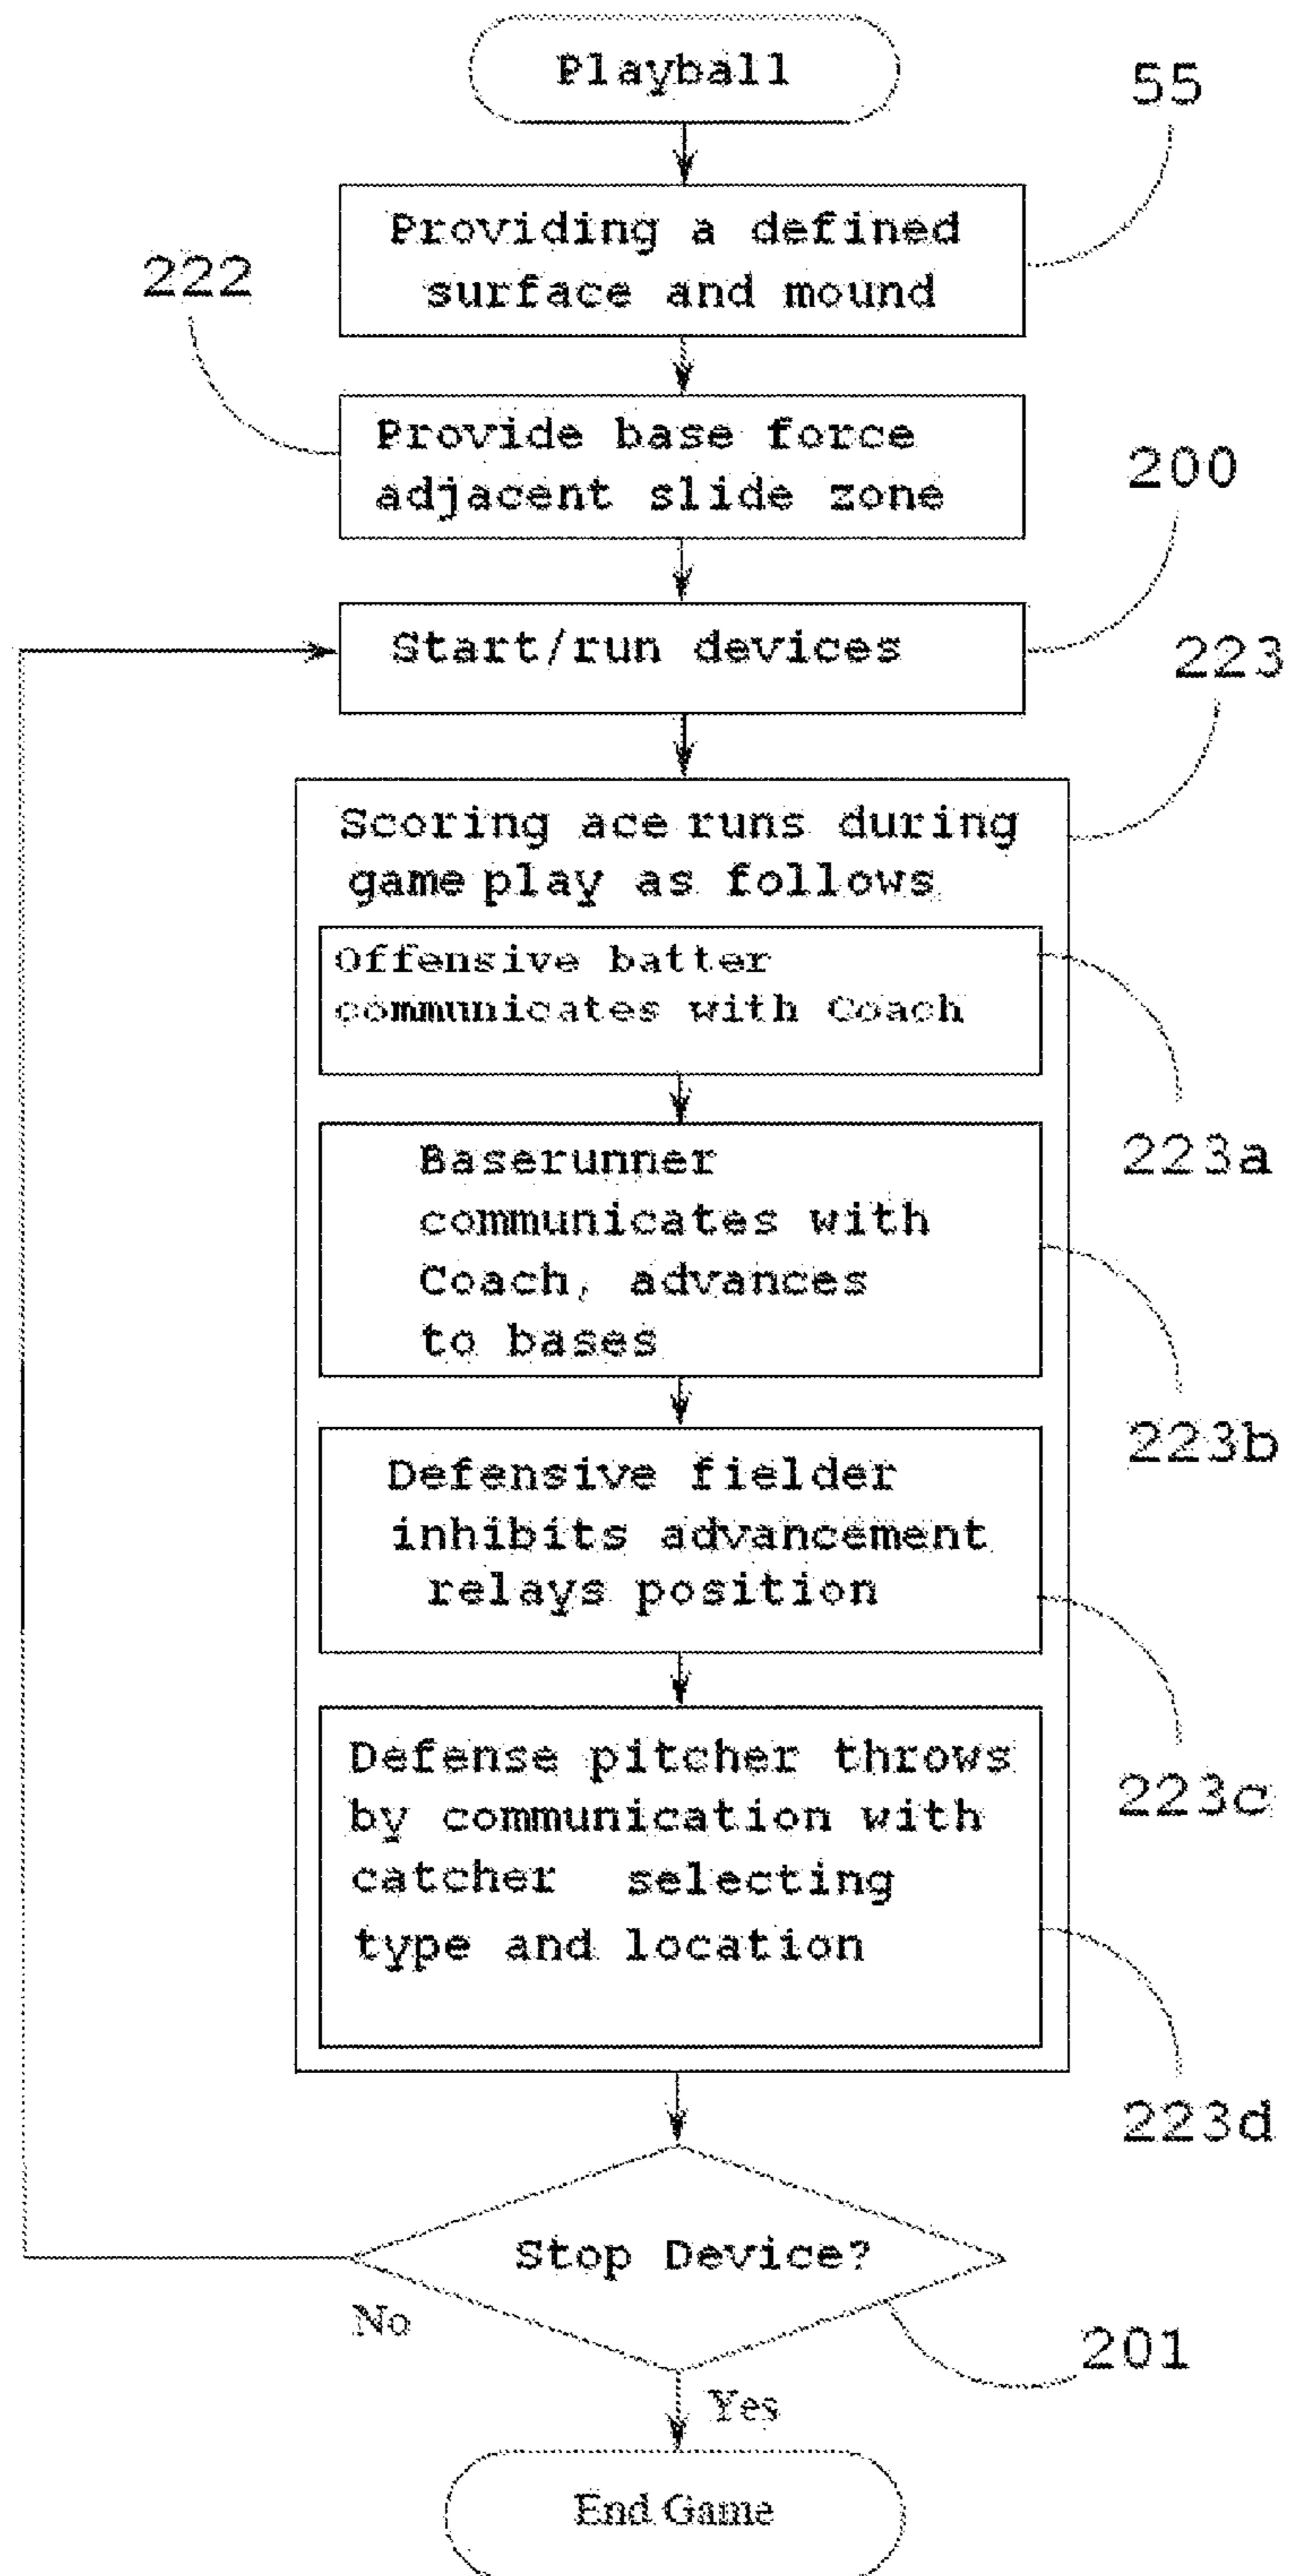 Playball
55
Providing a defined
surface and mound
222
Provide base force
adjacent slide zone
200
Start/run devices
223
Scoring ace runs during
game play as follows
Offensive batter
communicates with Coach
223a
Baserunner
communicates with
Coach, advances
to bases
223b
Defensive fielder
inhibits advancement
relays position
223c
Defense pitcher throws
by communication with
catcher selecting
type and location
223d
Stop Device?
No
201
Yes
End Game